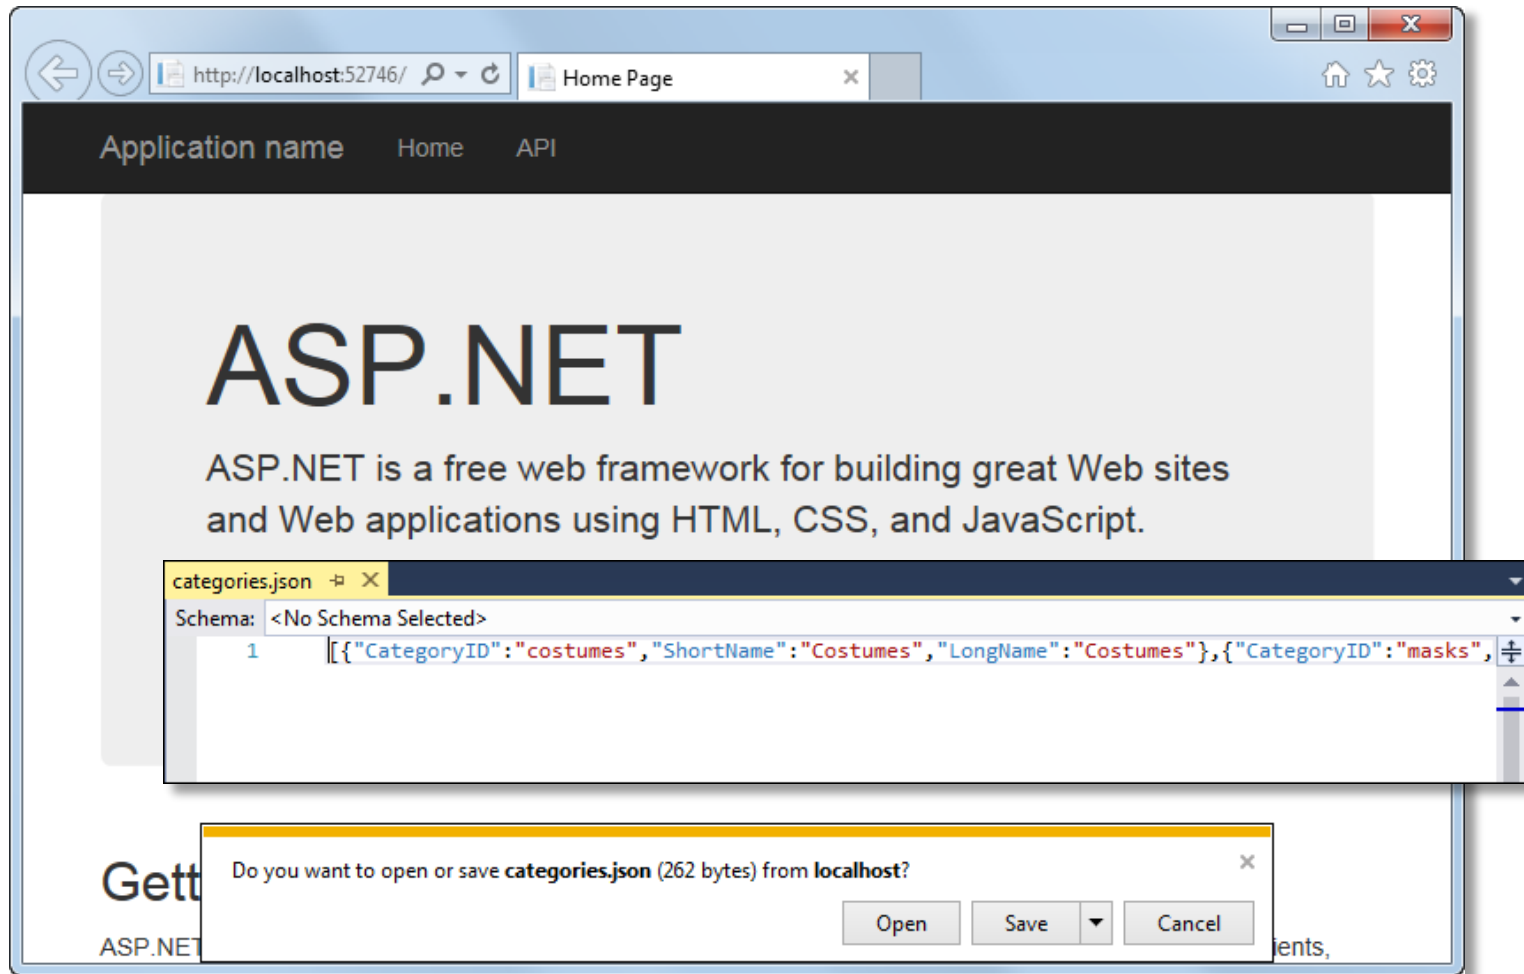 http://localhost:52746/
Home Page
Application name Home API
ASP.NET
ASP.NET is a free web framework for building great Web sites
and Web applications using HTML, CSS, and JavaScript.
categories.json
Schema: <No Schema Selected>
1 [{"CategoryID":"costumes","ShortName":"Costumes","LongName":"Costumes"},{"CategoryID":"masks",
Gett
Do you want to open or save categories.json (262 bytes) from localhost?
Open Save Cancel
ASP.NET ients,